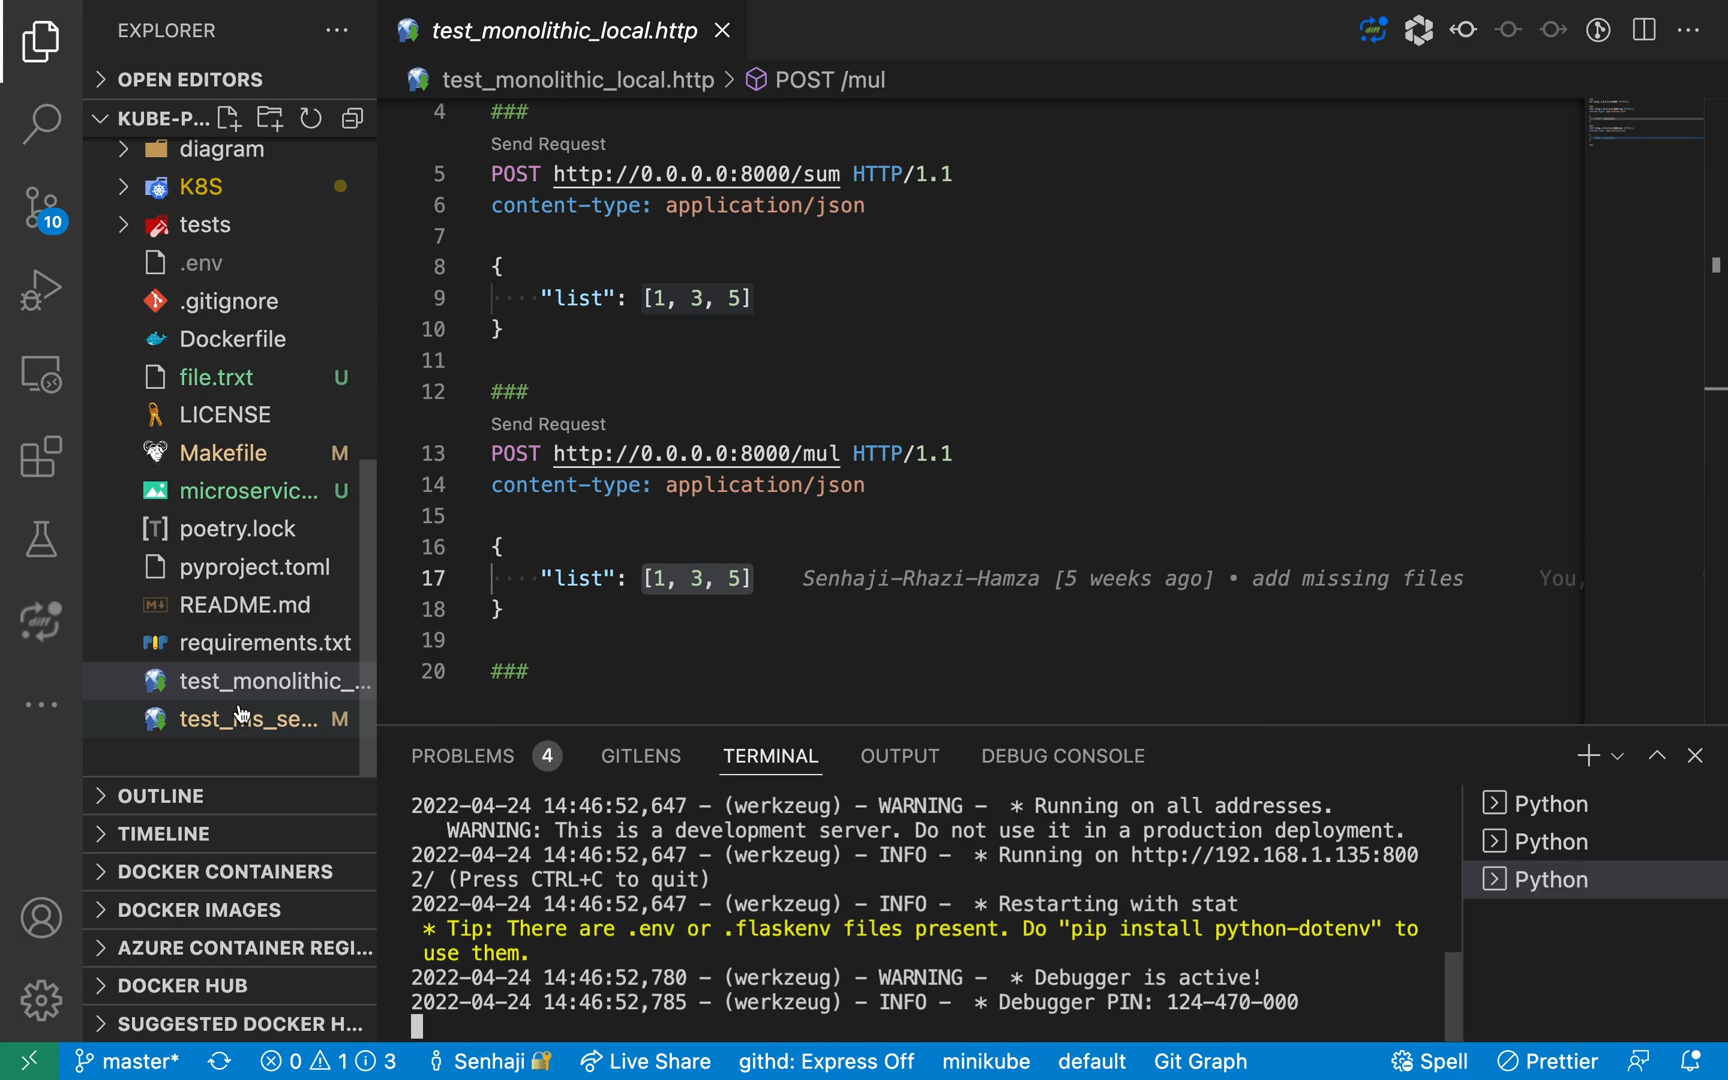 EXPLORER
test_monolithic_local.http
OPEN EDITORS
test_monolithic_local.http > POST /mul
KUBE-P...
diagram
K8S
tests
.env
.gitignore
Dockerfile
file.trxt U
LICENSE
Makefile M
microservic... U
poetry.lock
pyproject.toml
README.md
requirements.txt
test_monolithic_...
test_ms_se... M
OUTLINE
TIMELINE
DOCKER CONTAINERS
DOCKER IMAGES
AZURE CONTAINER REGI...
DOCKER HUB
SUGGESTED DOCKER H...
10
diff
diff
4 ###
Send Request
5 POST http://0.0.0.0:8000/sum HTTP/1.1
6 content-type: application/json
7
8 {
9 ····"list": [1, 3, 5]
10 }
11
12 ###
Send Request
13 POST http://0.0.0.0:8000/mul HTTP/1.1
14 content-type: application/json
15
16 {
17 ····"list": [1, 3, 5] Senhaji-Rhazi-Hamza [5 weeks ago] • add missing files You,
18 }
19
20 ###
PROBLEMS 4 GITLENS TERMINAL OUTPUT DEBUG CONSOLE
2022-04-24 14:46:52,647 - (werkzeug) - WARNING -  * Running on all addresses.
WARNING: This is a development server. Do not use it in a production deployment.
2022-04-24 14:46:52,647 - (werkzeug) - INFO -  * Running on http://192.168.1.135:800
2/ (Press CTRL+C to quit)
2022-04-24 14:46:52,647 - (werkzeug) - INFO -  * Restarting with stat
* Tip: There are .env or .flaskenv files present. Do "pip install python-dotenv" to
use them.
2022-04-24 14:46:52,780 - (werkzeug) - WARNING -  * Debugger is active!
2022-04-24 14:46:52,785 - (werkzeug) - INFO -  * Debugger PIN: 124-470-000
Python
Python
Python
master* 0 1 3 Senhaji Live Share githd: Express Off minikube default Git Graph Spell Prettier